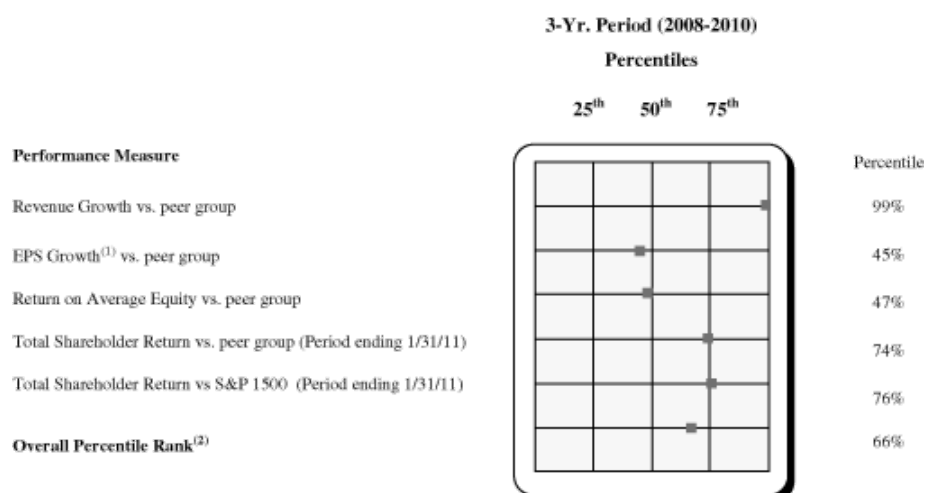 3-Yr. Period (2008-2010)
Percentiles
25th 50th 75th
Performance Measure Percentile
Revenue Growth vs. peer group 99%
EPS Growth(1) vs. peer group 45%
Return on Average Equity vs. peer group 47%
Total Shareholder Return vs. peer group (Period ending 1/31/11) 74%
Total Shareholder Return vs S&P 1500 (Period ending 1/31/11) 76%
Overall Percentile Rank(2) 66%